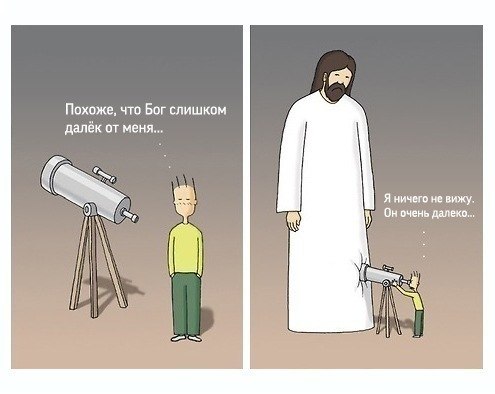 Похоже, что Бог слишком
далёк от меня...
Я ничего не вижу.
Он очень далеко...